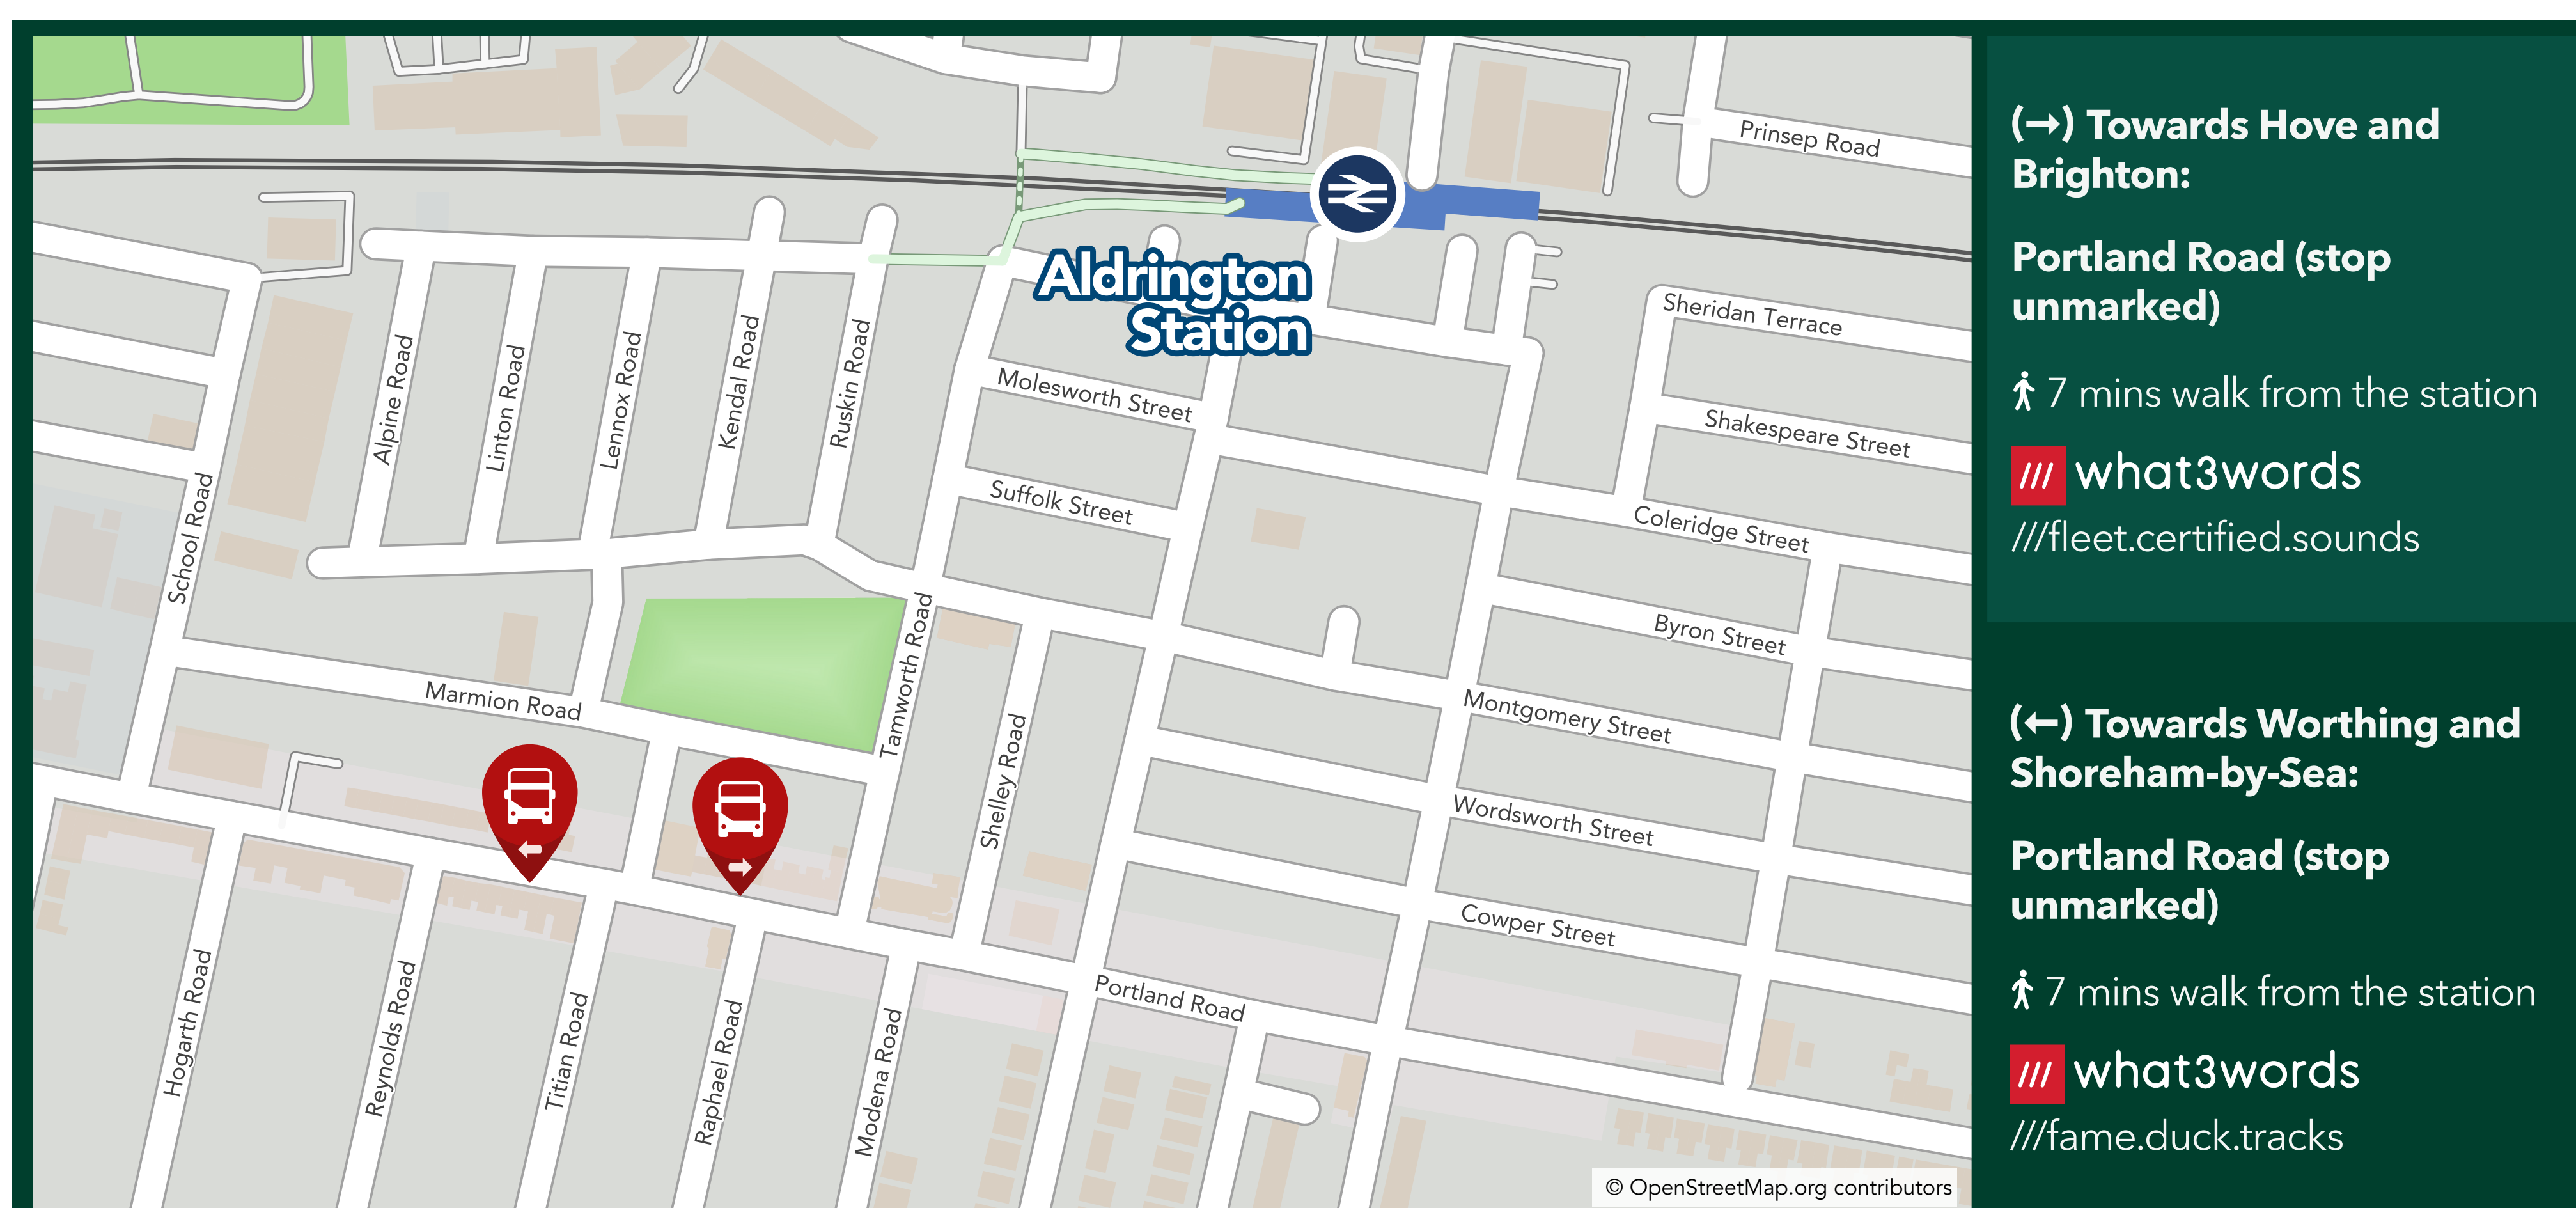 Prinsep Road
Aldrington
Station
Sheridan Terrace
Molesworth Street
Shakespeare Street
Alpine Road
Linton Road
Lennox Road
Kendal Road
Ruskin Road
Suffolk Street
Coleridge Street
School Road
Byron Street
Marmion Road
Tamworth Road
Shelley Road
Montgomery Street
Wordsworth Street
Cowper Street
Portland Road
Hogarth Road
Reynolds Road
Titian Road
Raphael Road
Modena Road
© OpenStreetMap.org contributors
(→) Towards Hove and
Brighton:
Portland Road (stop
unmarked)
7 mins walk from the station
/// what3words
///fleet.certified.sounds
(←) Towards Worthing and
Shoreham-by-Sea:
Portland Road (stop
unmarked)
7 mins walk from the station
/// what3words
///fame.duck.tracks